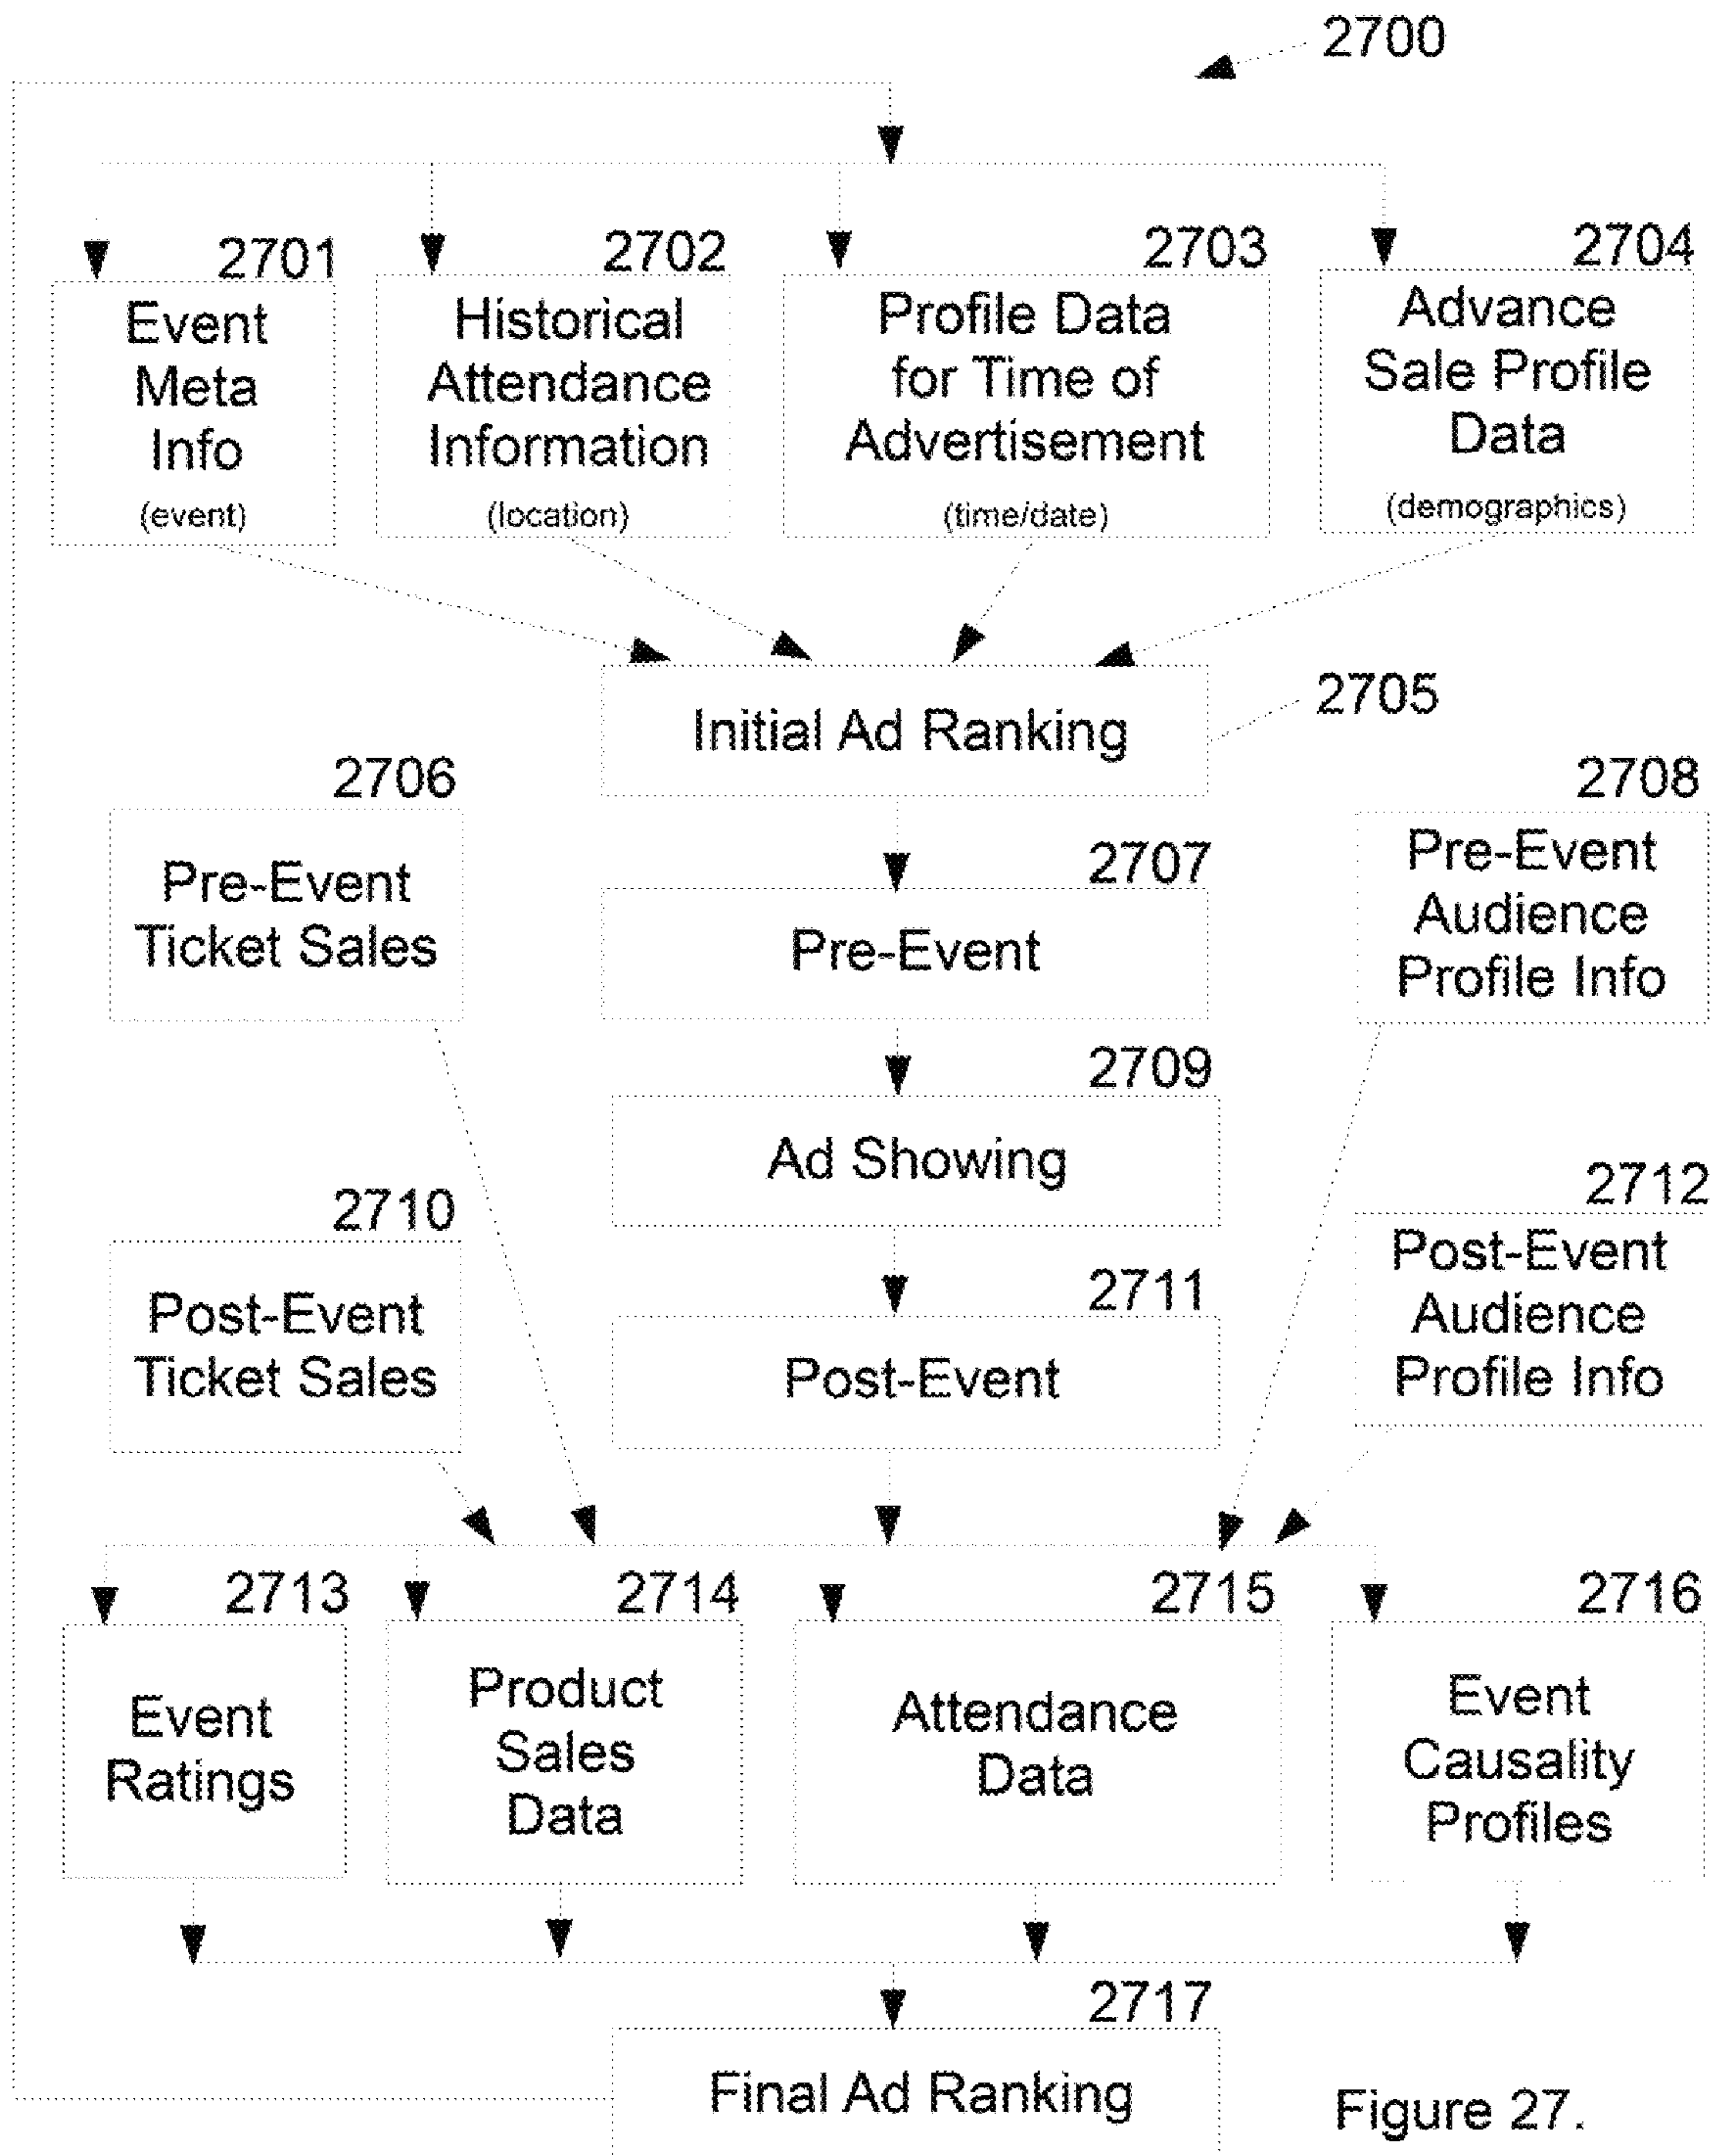 2700
2701
Event
Meta
Info
(event)
2702
Historical
Attendance
Information
(location)
2703
Profile Data
for Time of
Advertisement
(time/date)
2704
Advance
Sale Profile
Data
(demographics)
Initial Ad Ranking
2705
2706
Pre-Event
Ticket Sales
2707
Pre-Event
2708
Pre-Event
Audience
Profile Info
2709
Ad Showing
2710
Post-Event
Ticket Sales
2711
Post-Event
2712
Post-Event
Audience
Profile Info
2713
Event
Ratings
2714
Product
Sales
Data
2715
Attendance
Data
2716
Event
Causality
Profiles
2717
Final Ad Ranking
Figure 27.